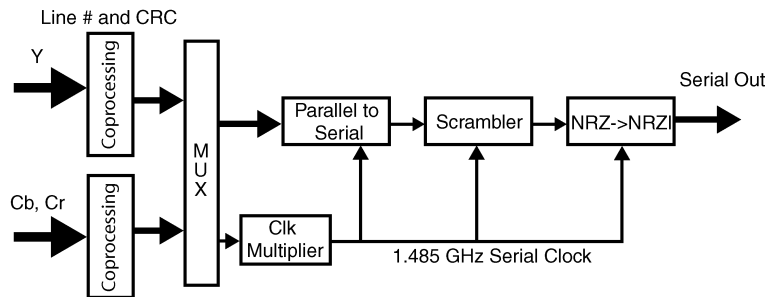 Line # and CRC
Y
Coprocessing
Cb, Cr
Coprocessing
MUX
Parallel to
Serial
Scrambler
NRZ->NRZI
Serial Out
Clk
Multiplier
1.485 GHz Serial Clock